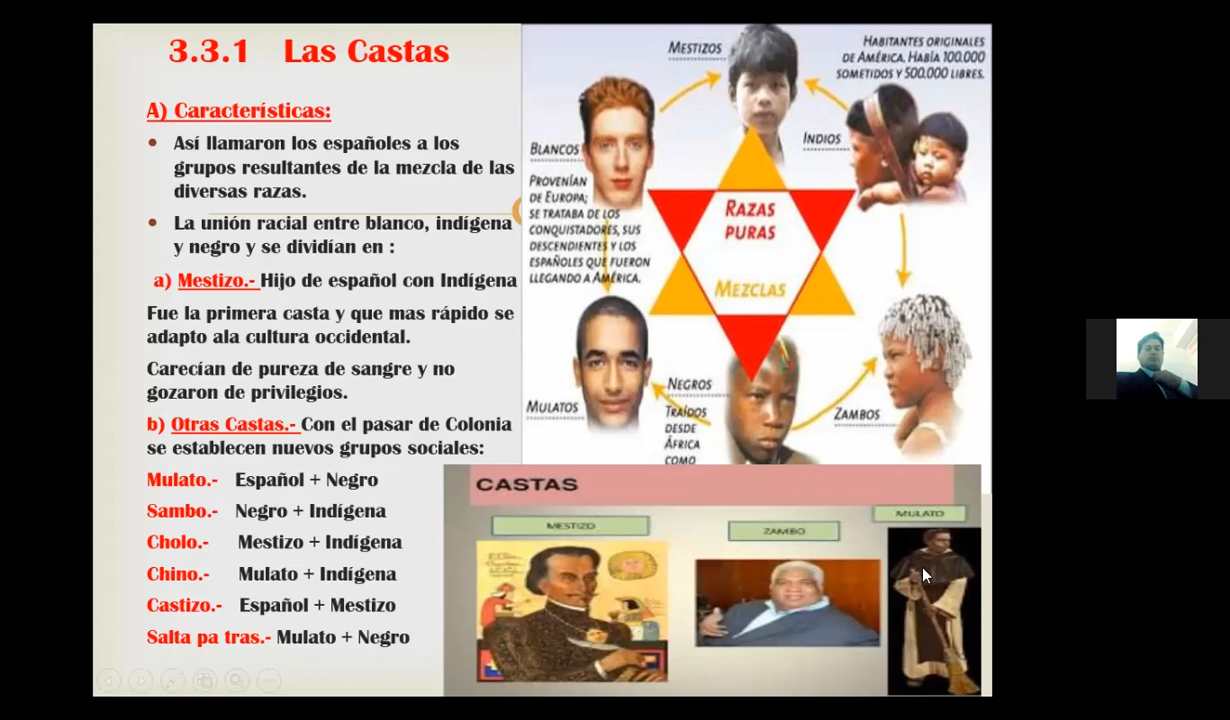 3.3.1 Las Castas
A) Características:
• Así llamaron los españoles a los
grupos resultantes de la mezcla de las
diversas razas.
• La unión racial entre blanco, indígena
y negro y se dividían en :
a) Mestizo.- Hijo de español con Indígena
Fue la primera casta y que mas rápido se
adapto ala cultura occidental.
Carecían de pureza de sangre y no
gozaron de privilegios.
b) Otras Castas.- Con el pasar de Colonia
se establecen nuevos grupos sociales:
Mulato.- Español + Negro
Sambo.- Negro + Indígena
Cholo.- Mestizo + Indígena
Chino.- Mulato + Indígena
Castizo.- Español + Mestizo
Salta pa tras.- Mulato + Negro
MESTIZOS
HABITANTES ORIGINALES
DE AMÉRICA. HABÍA 100.000
SOMETIDOS Y 500.000 LIBRES.
INDIOS
BLANCOS
PROVENÍAN
DE EUROPA;
SE TRATABA DE LOS
CONQUISTADORES, SUS
DESCENDIENTES Y LOS
ESPAÑOLES QUE FUERON
LLEGANDO A AMÉRICA.
RAZAS
PURAS
MEZCLAS
MULATOS
NEGROS
TRAÍDOS
DESDE
ÁFRICA
COMO
ZAMBOS
CASTAS
MESTIZO
ZAMBO
MULATO